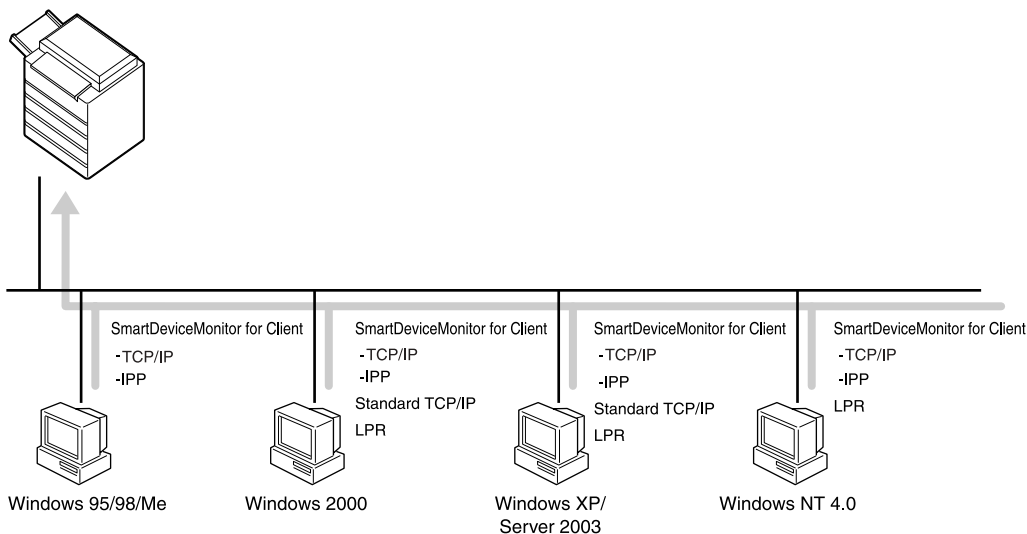 SmartDeviceMonitor for Client
-TCP/IP
-IPP
Windows 95/98/Me
SmartDeviceMonitor for Client
-TCP/IP
-IPP
Standard TCP/IP
LPR
Windows 2000
SmartDeviceMonitor for Client
-TCP/IP
-IPP
Standard TCP/IP
LPR
Windows XP/
Server 2003
SmartDeviceMonitor for Client
-TCP/IP
-IPP
LPR
Windows NT 4.0